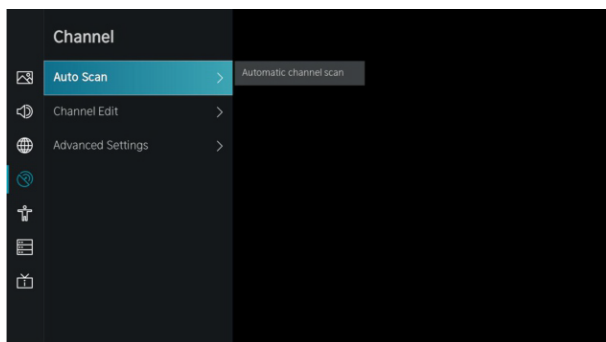 Channel
Auto Scan
Automatic channel scan
Channel Edit
Advanced Settings